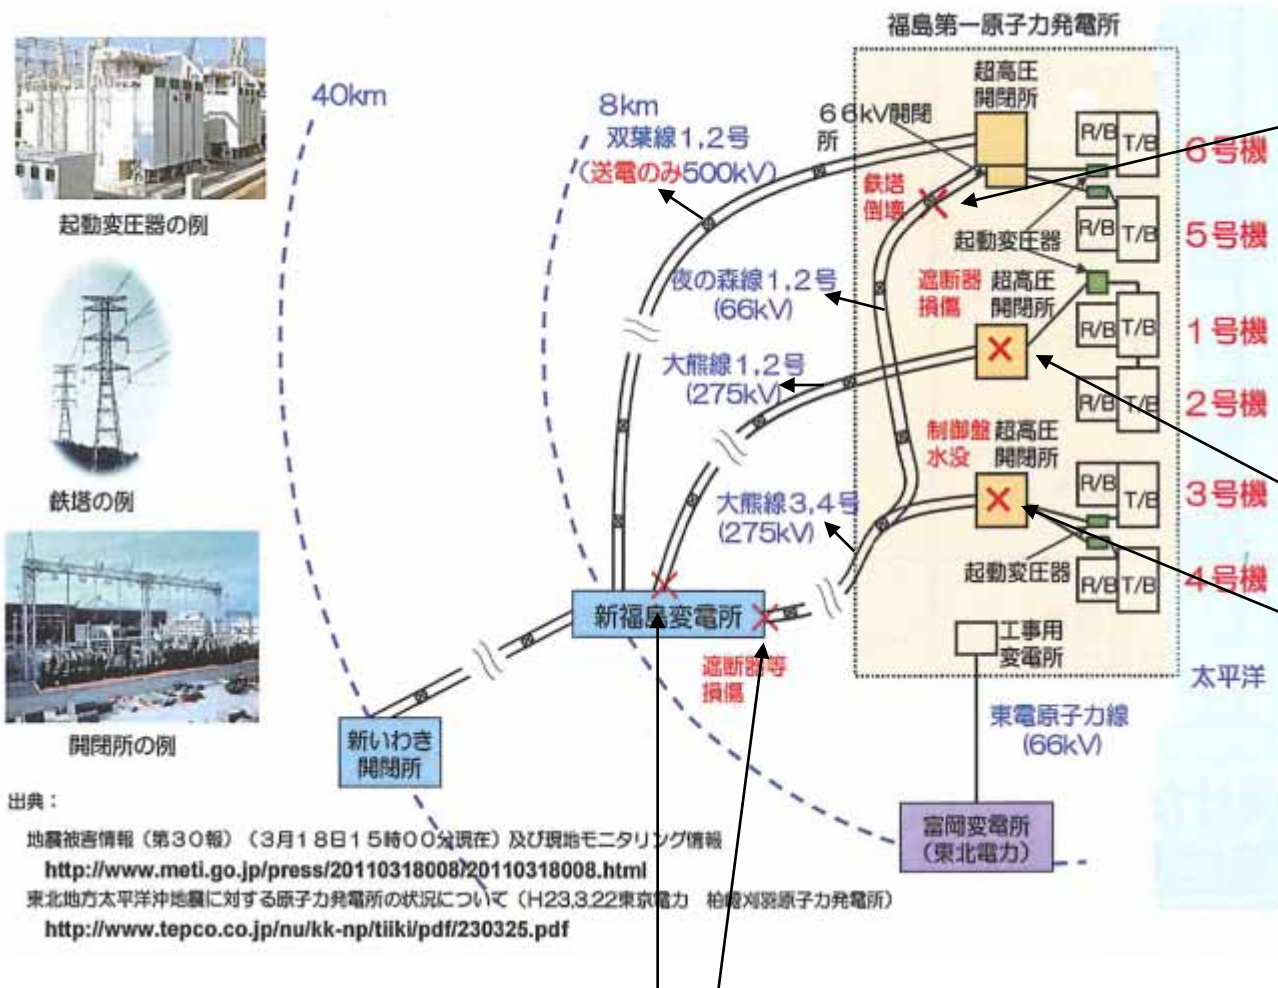 福島第一原子力発電所
40km
8km
双葉線1,2号
(送電のみ500kV)
66kV開閉
所
超高圧
開閉所
R/B
T/B
6号機
鉄塔
倒壊
起動変圧器
R/B
T/B
5号機
起動変圧器の例
夜の森線1,2号
(66kV)
遮断器
損傷
超高圧
開閉所
R/B
T/B
1号機
大熊線1,2号
(275kV)
R/B
T/B
2号機
制御盤
水没
超高圧
開閉所
鉄塔の例
大熊線3,4号
(275kV)
R/B
T/B
3号機
起動変圧器
R/B
T/B
4号機
新福島変電所
工事用
変電所
遮断器等
損傷
太平洋
東電原子力線
(66kV)
開閉所の例
新いわき
開閉所
富岡変電所
(東北電力)
出典:
地震被害情報(第30報)(3月18日15時00分現在)及び現地モニタリング情報
http://www.meti.go.jp/press/20110318008/20110318008.html
東北地方太平洋沖地震に対する原子力発電所の状況について(H23,3,22東京電力 柏崎刈羽原子力発電所)
http://www.tepco.co.jp/nu/kk-np/tiiki/pdf/230325.pdf